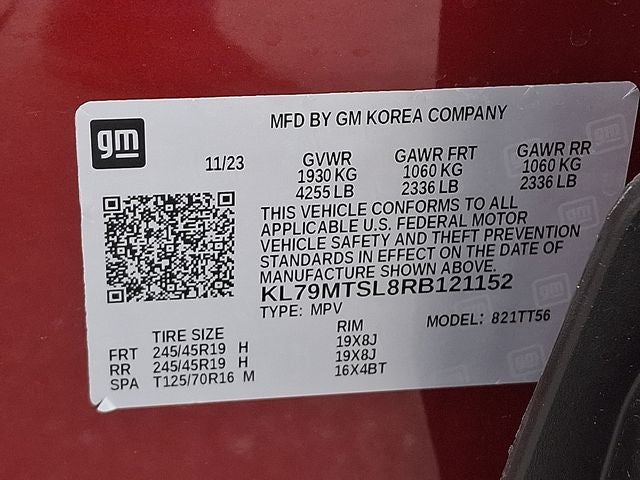 gm
MFD BY GM KOREA COMPANY
11/23
GVWR GAWR FRT GAWR RR
1930 KG 1060 KG 1060 KG
4255 LB 2336 LB 2336 LB
THIS VEHICLE CONFORMS TO ALL
APPLICABLE U.S. FEDERAL MOTOR
VEHICLE SAFETY AND THEFT PREVENTION
STANDARDS IN EFFECT ON THE DATE OF
MANUFACTURE SHOWN ABOVE.
KL79MTSL8RB121152
TYPE: MPV
MODEL: 821TT56
TIRE SIZE RIM
FRT 245/45R19 H 19X8J
RR 245/45R19 H 19X8J
SPA T125/70R16 M 16X4BT